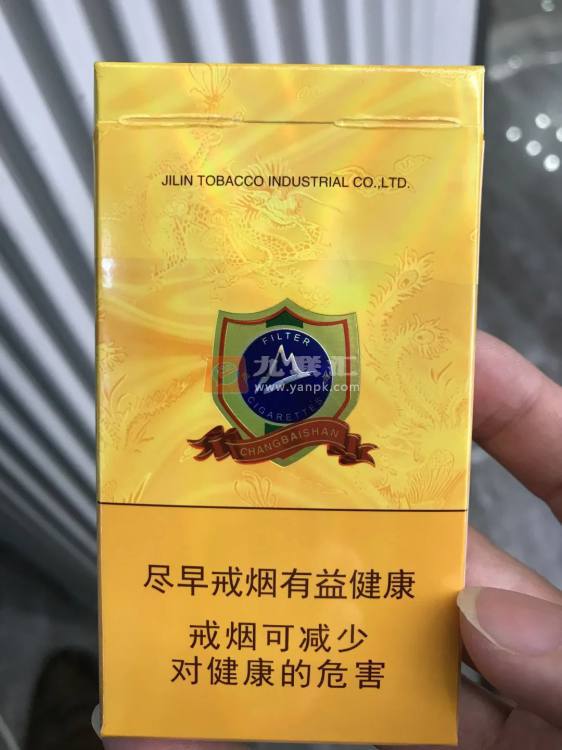 JILIN TOBACCO INDUSTRIAL CO.,LTD.
FILTER
九联汇
www.yanpk.com
CIGARETTES
CHANGBAISHAN
尽早戒烟有益健康
戒烟可减少
对健康的危害